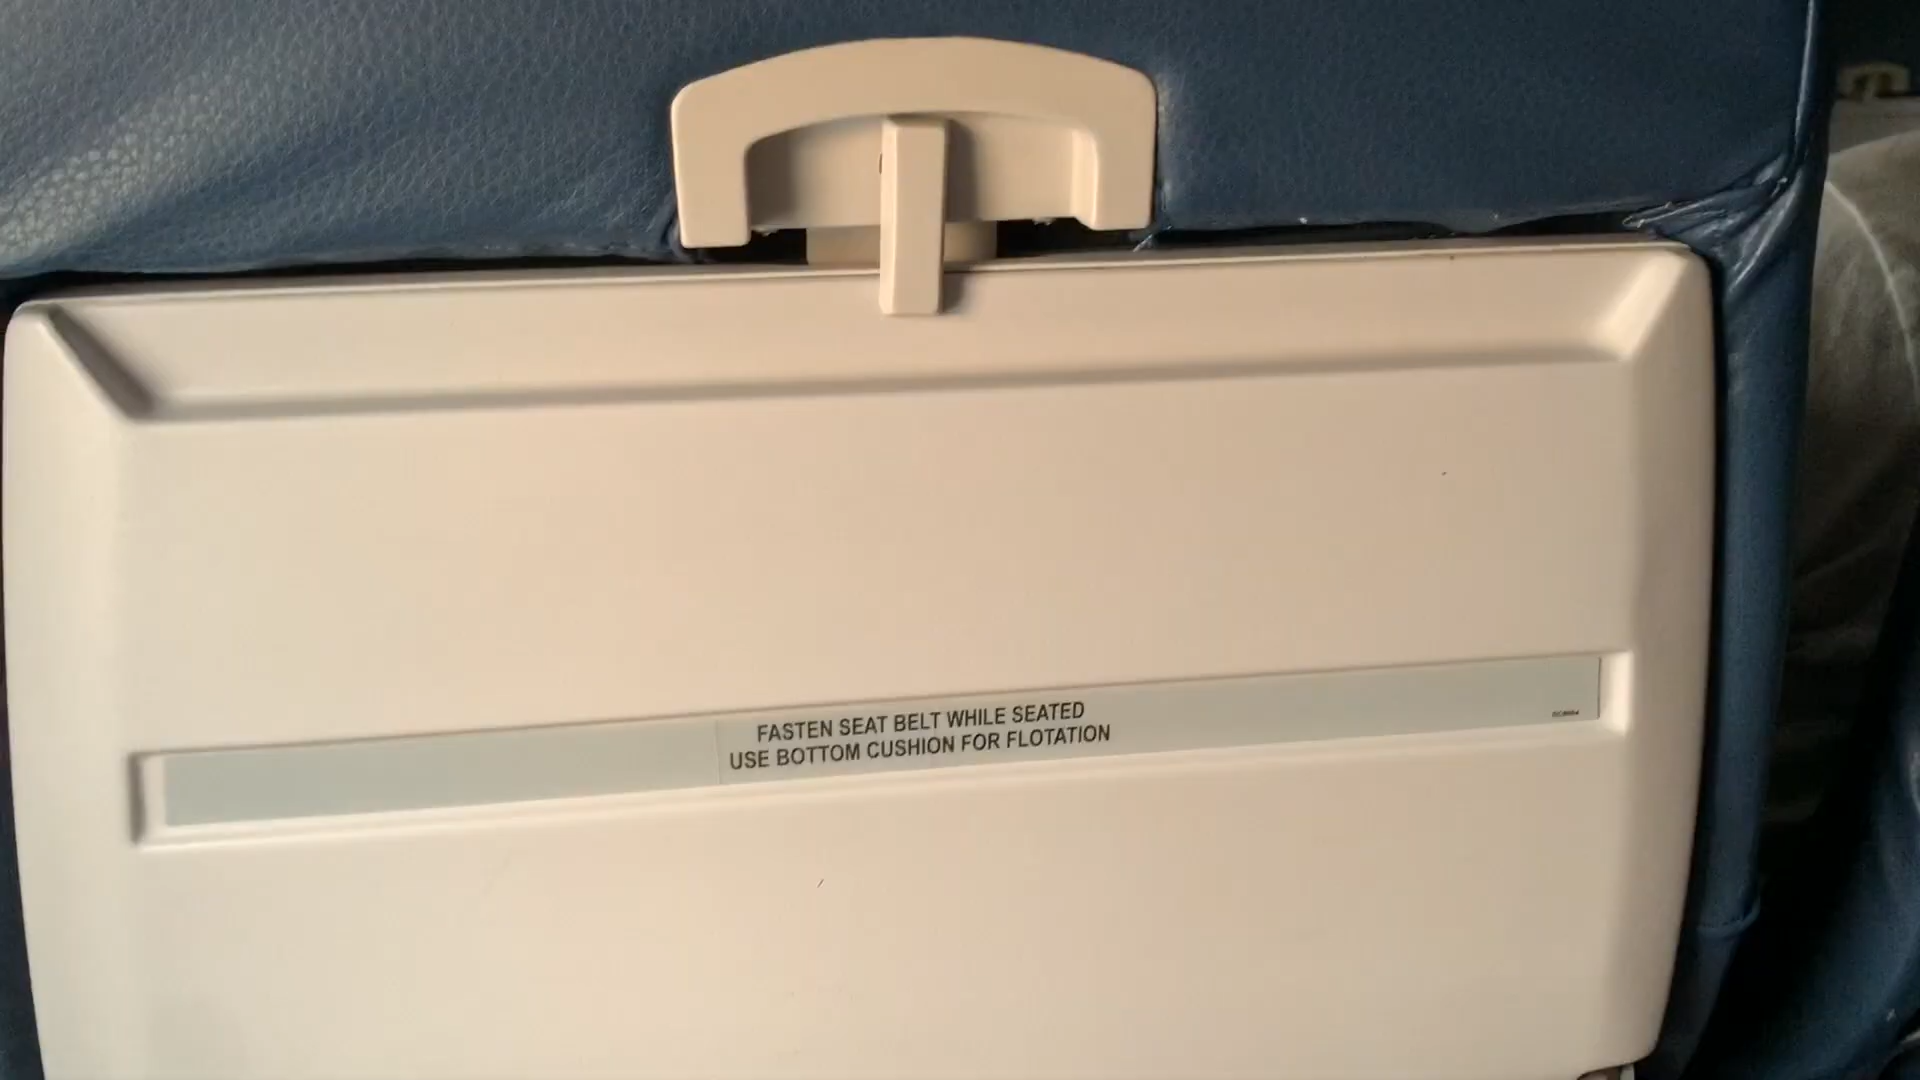 FASTEN SEAT BELT WHILE SEATED
USE BOTTOM CUSHION FOR FLOTATION